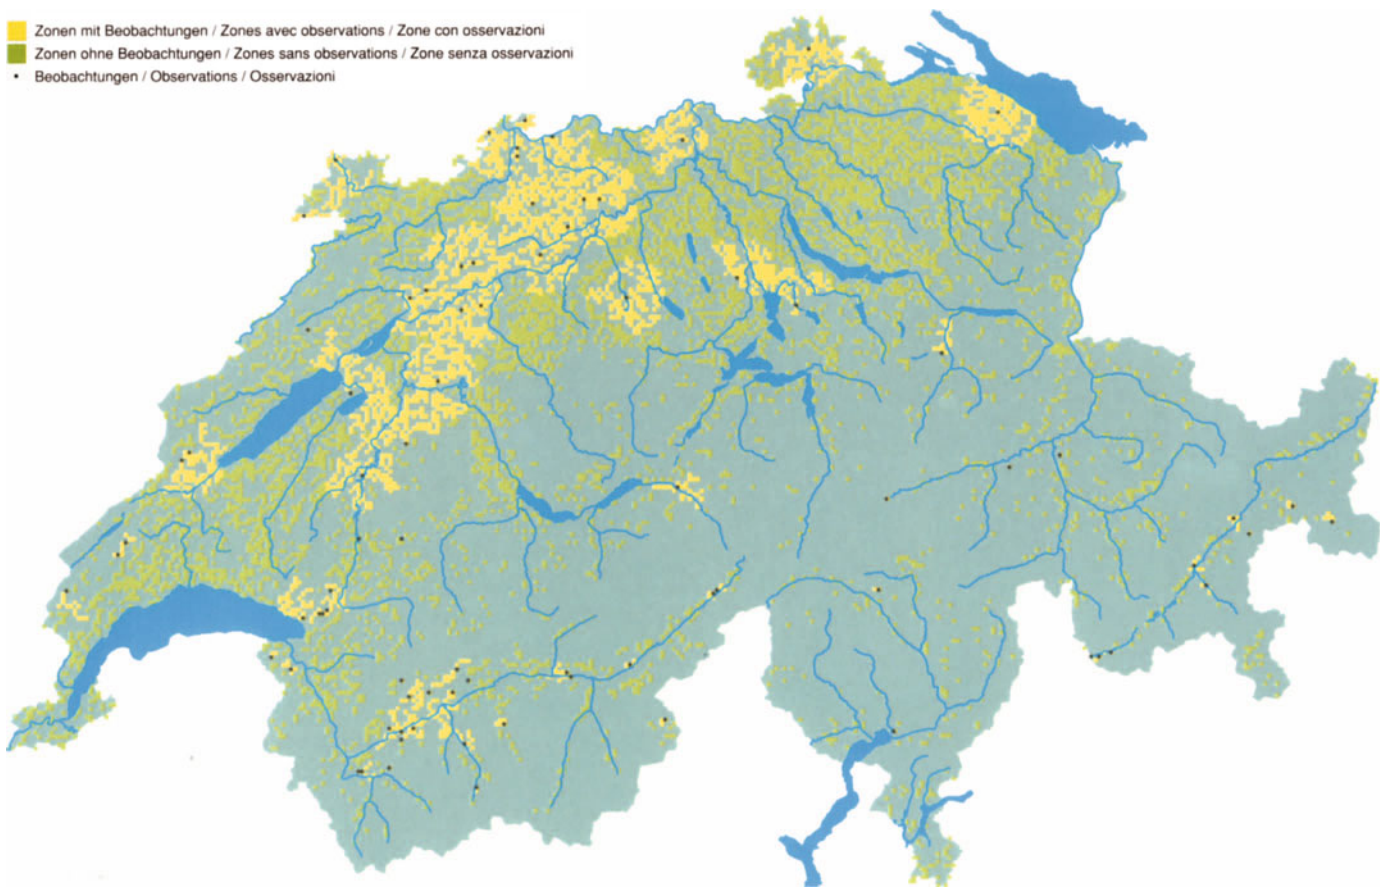 Zonen mit Beobachtungen / Zones avec observations / Zone con osservazioni
Zonen ohne Beobachtungen / Zones sans observations / Zone senza osservazioni
Beobachtungen / Observations / Osservazioni